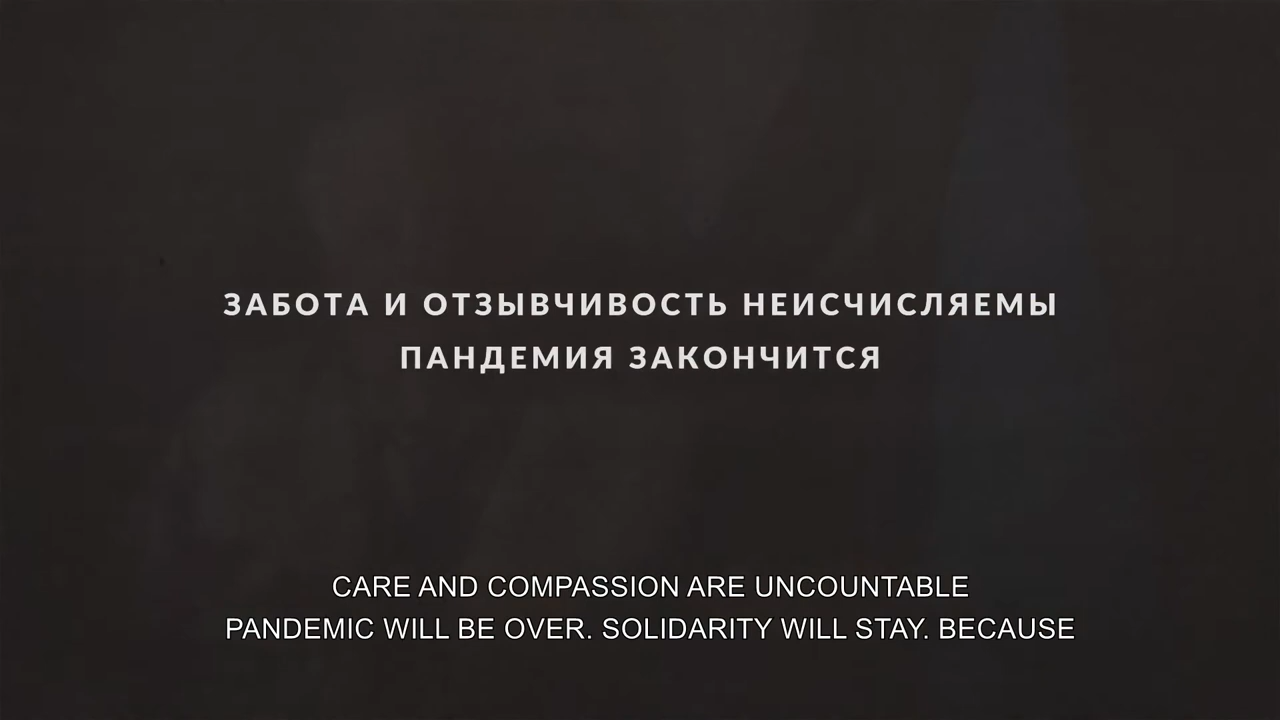 ЗАБОТА И ОТЗЫВЧИВОСТЬ НЕИСЧИСЛЯЕМЫ
ПАНДЕМИЯ ЗАКОНЧИТСЯ
CARE AND COMPASSION ARE UNCOUNTABLE
PANDEMIC WILL BE OVER. SOLIDARITY WILL STAY. BECAUSE